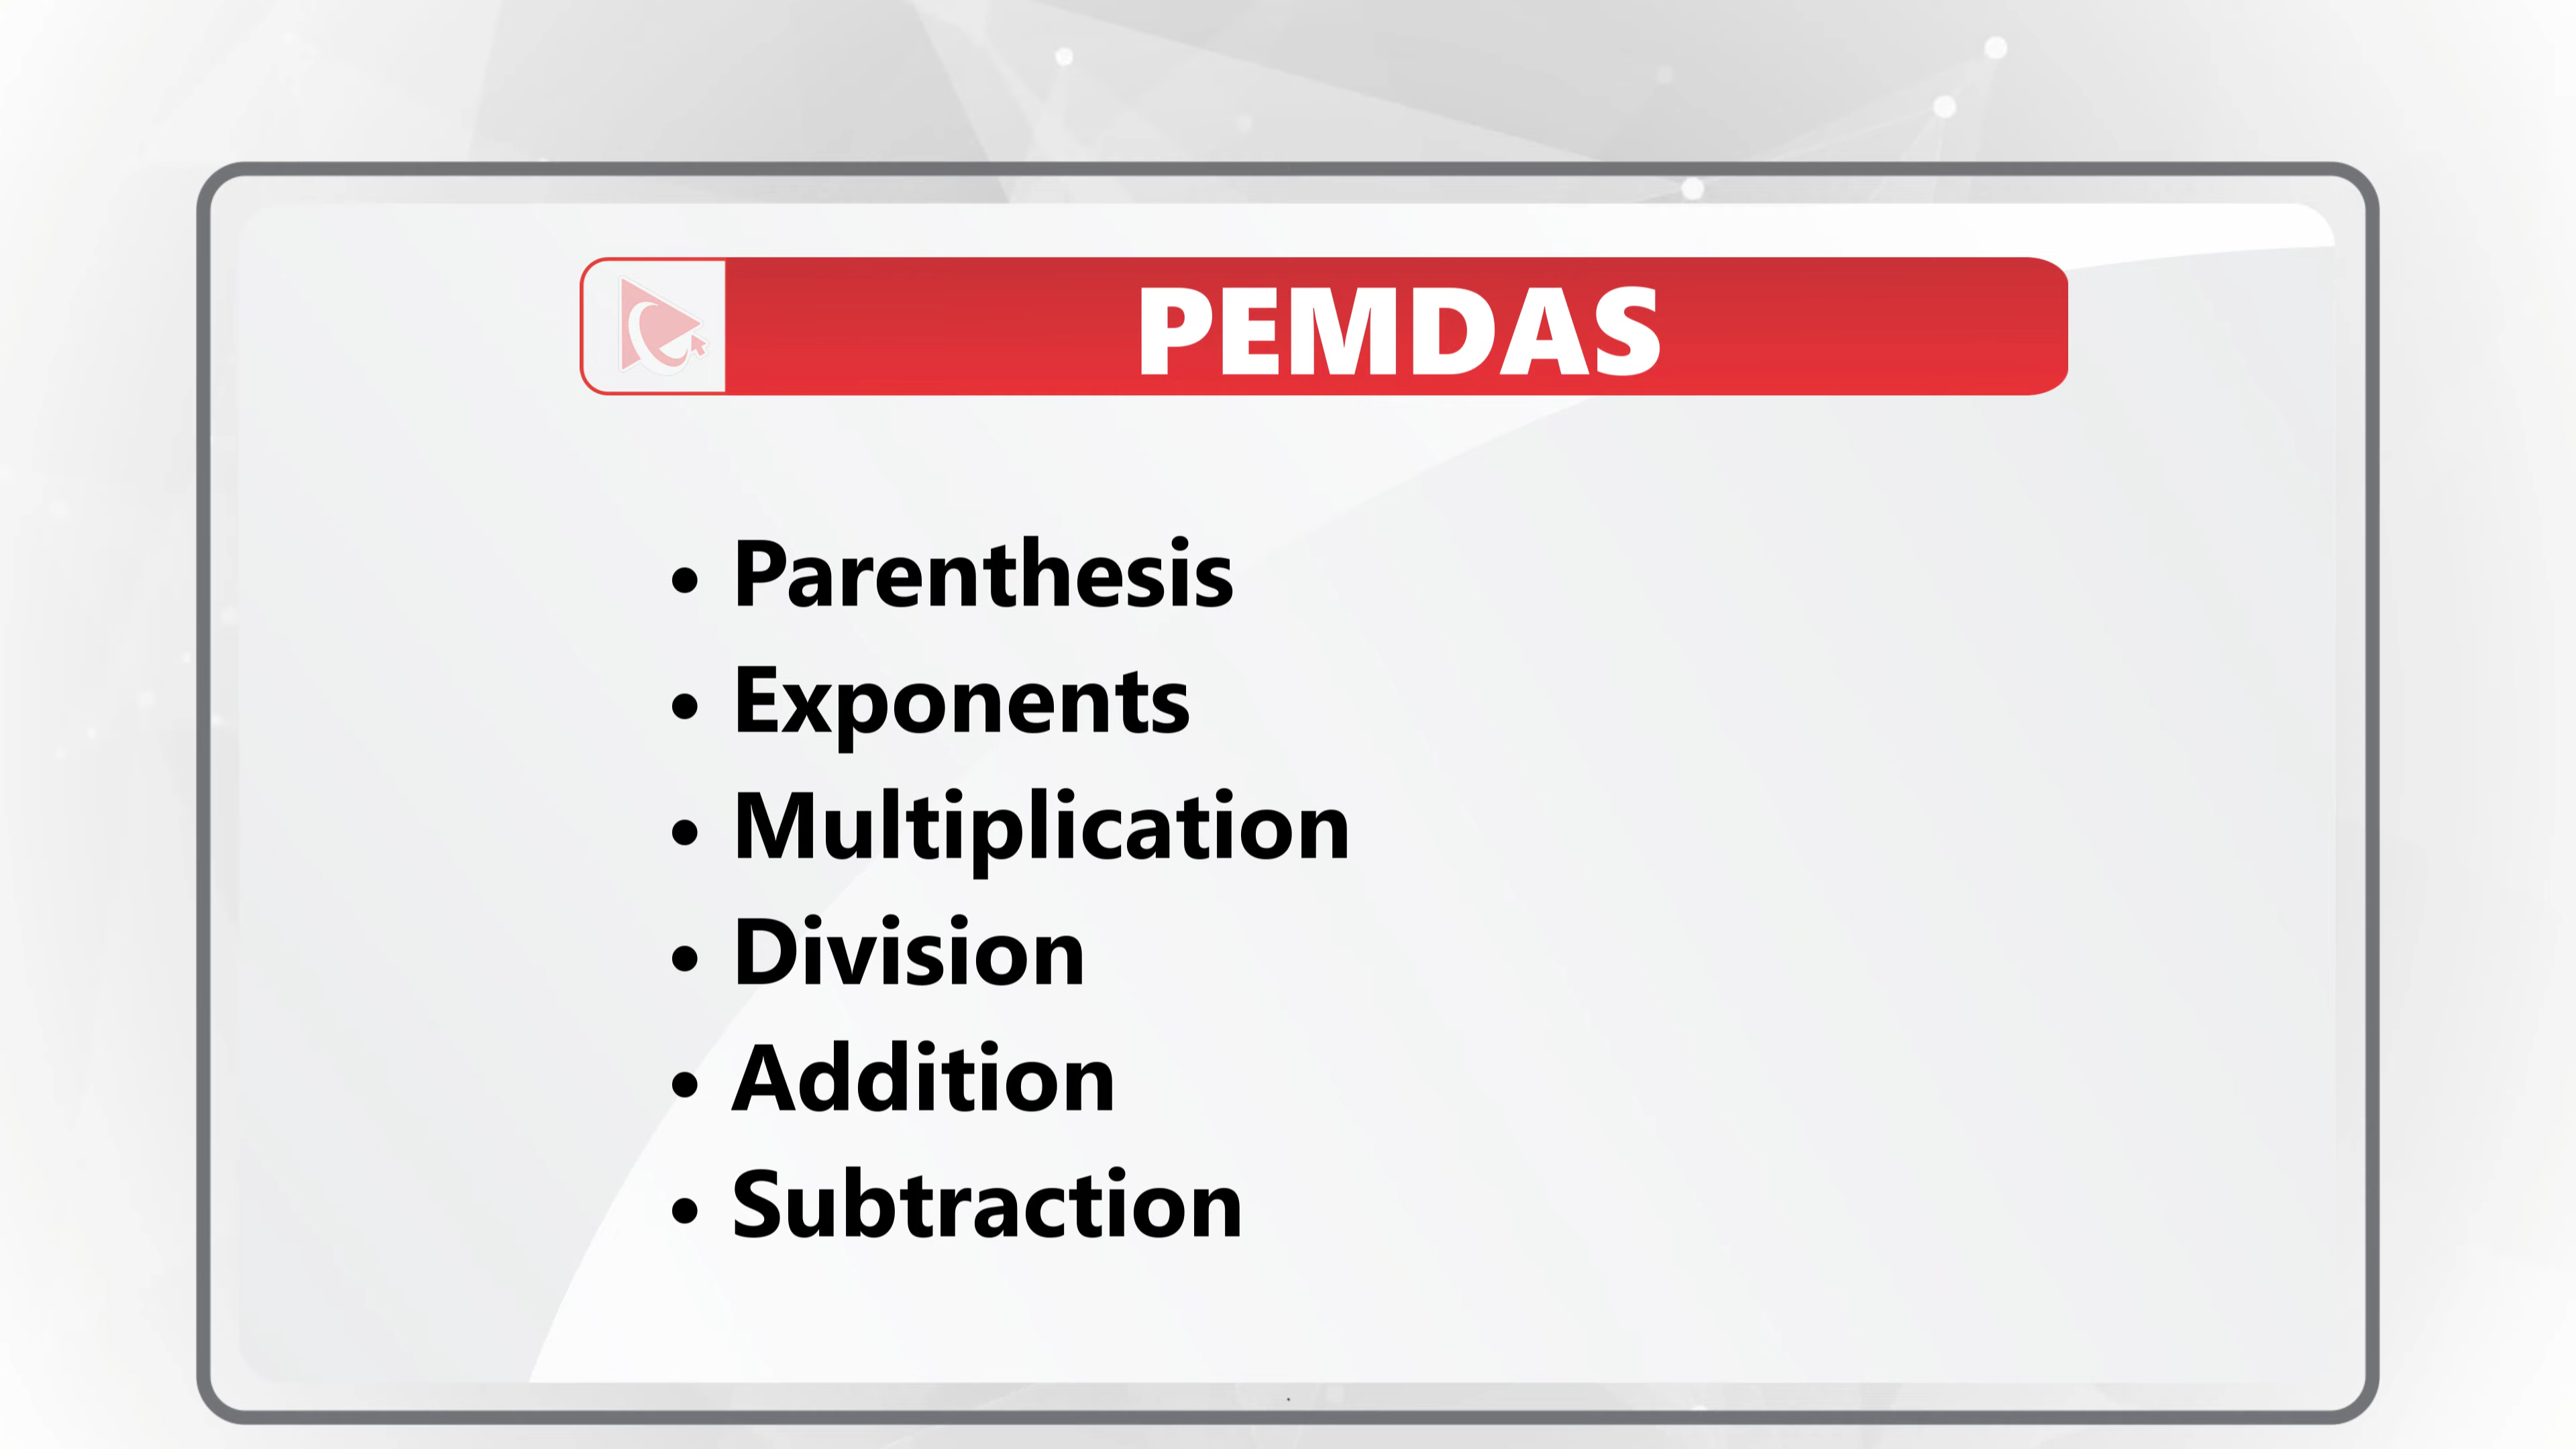 PEMDAS
• Parenthesis
• Exponents
• Multiplication
• Division
• Addition
• Subtraction